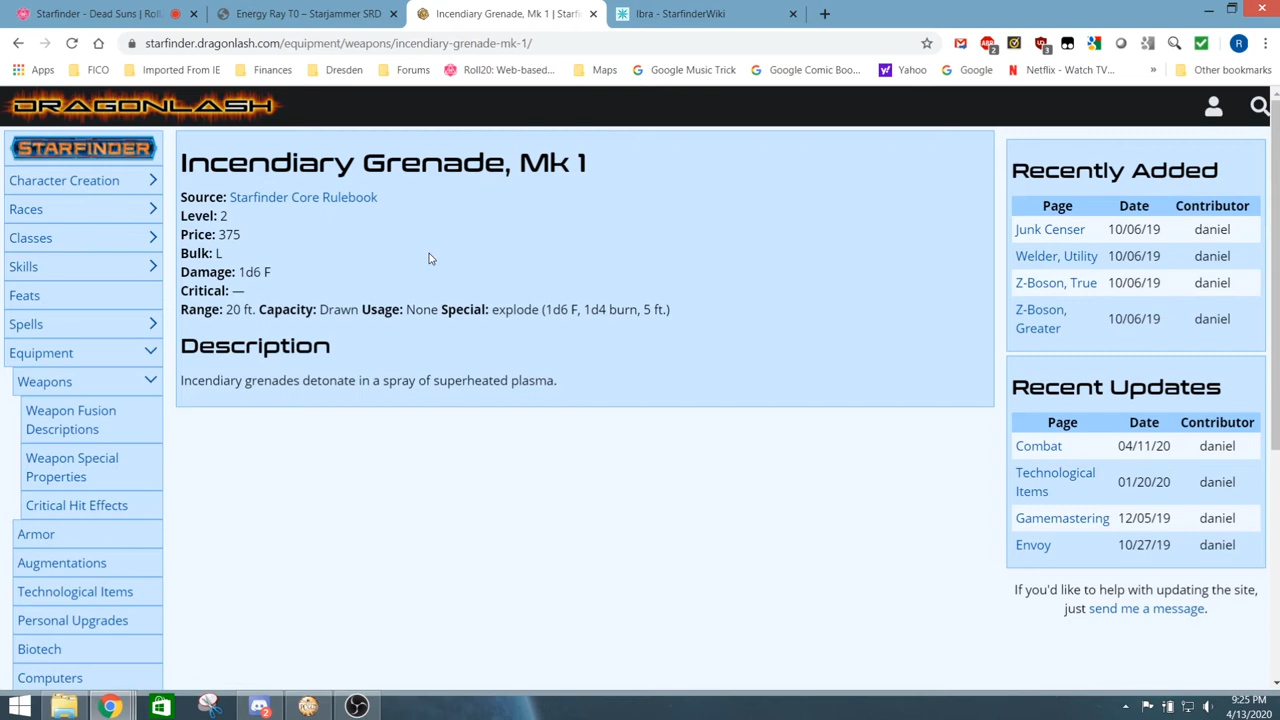 Starfinder - Dead Suns | Roll2
Energy Ray T0 – Starjammer SRD
Incendiary Grenade, Mk 1 | Starf
Ibra - StarfinderWiki
starfinder.dragonlash.com/equipment/weapons/incendiary-grenade-mk-1/
2
3
R
Apps
FICO
Imported From IE
Finances
Dresden
Forums
Roll20: Web-based...
Maps
Google Music Trick
Google Comic Boo...
Yahoo
Google
Netflix - Watch TV...
»
Other bookmarks
DRAGONLASH
STARFINDER
Character Creation
Races
Classes
Skills
Feats
Spells
Equipment
Weapons
Weapon Fusion
Descriptions
Weapon Special
Properties
Critical Hit Effects
Armor
Augmentations
Technological Items
Personal Upgrades
Biotech
Computers
Incendiary Grenade, Mk 1
Source: Starfinder Core Rulebook
Level: 2
Price: 375
Bulk: L
Damage: 1d6 F
Critical: —
Range: 20 ft. Capacity: Drawn Usage: None Special: explode (1d6 F, 1d4 burn, 5 ft.)
Description
Incendiary grenades detonate in a spray of superheated plasma.
Recently Added
Page Date Contributor
Junk Censer 10/06/19 daniel
Welder, Utility 10/06/19 daniel
Z-Boson, True 10/06/19 daniel
Z-Boson,
Greater 10/06/19 daniel
Recent Updates
Page Date Contributor
Combat 04/11/20 daniel
Technological
Items 01/20/20 daniel
Gamemastering 12/05/19 daniel
Envoy 10/27/19 daniel
If you'd like to help with updating the site,
just send me a message.
2
9:25 PM
4/13/2020